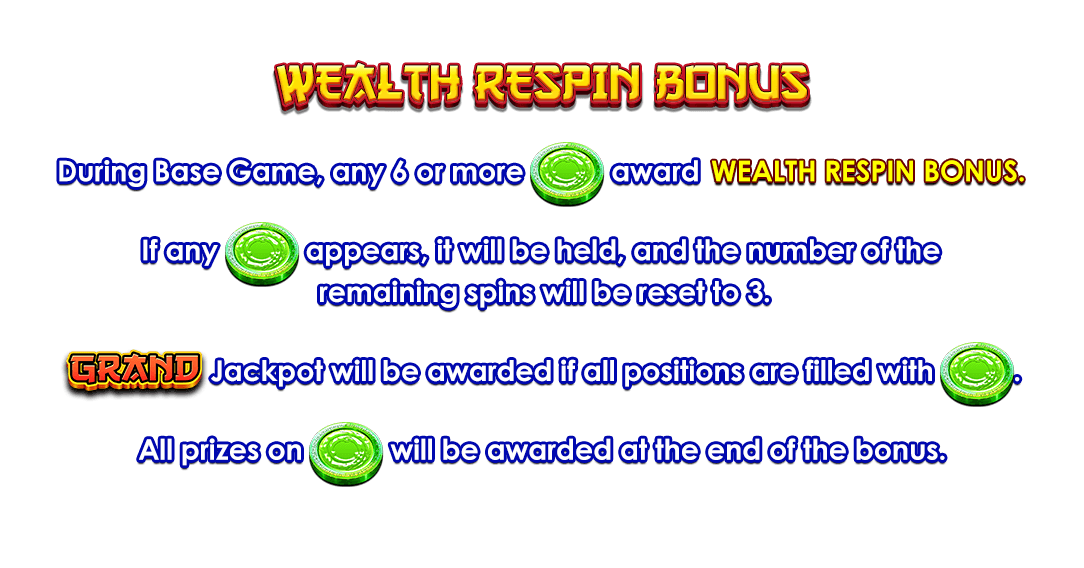 WEALTH RESPIN BONUS
During Base Game, any 6 or more award WEALTH RESPIN BONUS.
If any appears, it will be held, and the number of the
remaining spins will be reset to 3.
GRAND Jackpot will be awarded if all positions are filled with .
All prizes on will be awarded at the end of the bonus.